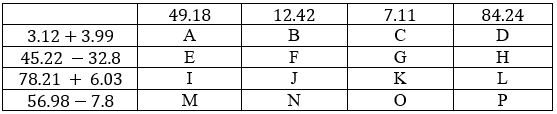 49.18 12.42 7.11 84.24
3.12 + 3.99 A B C D
45.22 − 32.8 E F G H
78.21 + 6.03 I J K L
56.98 − 7.8 M N O P